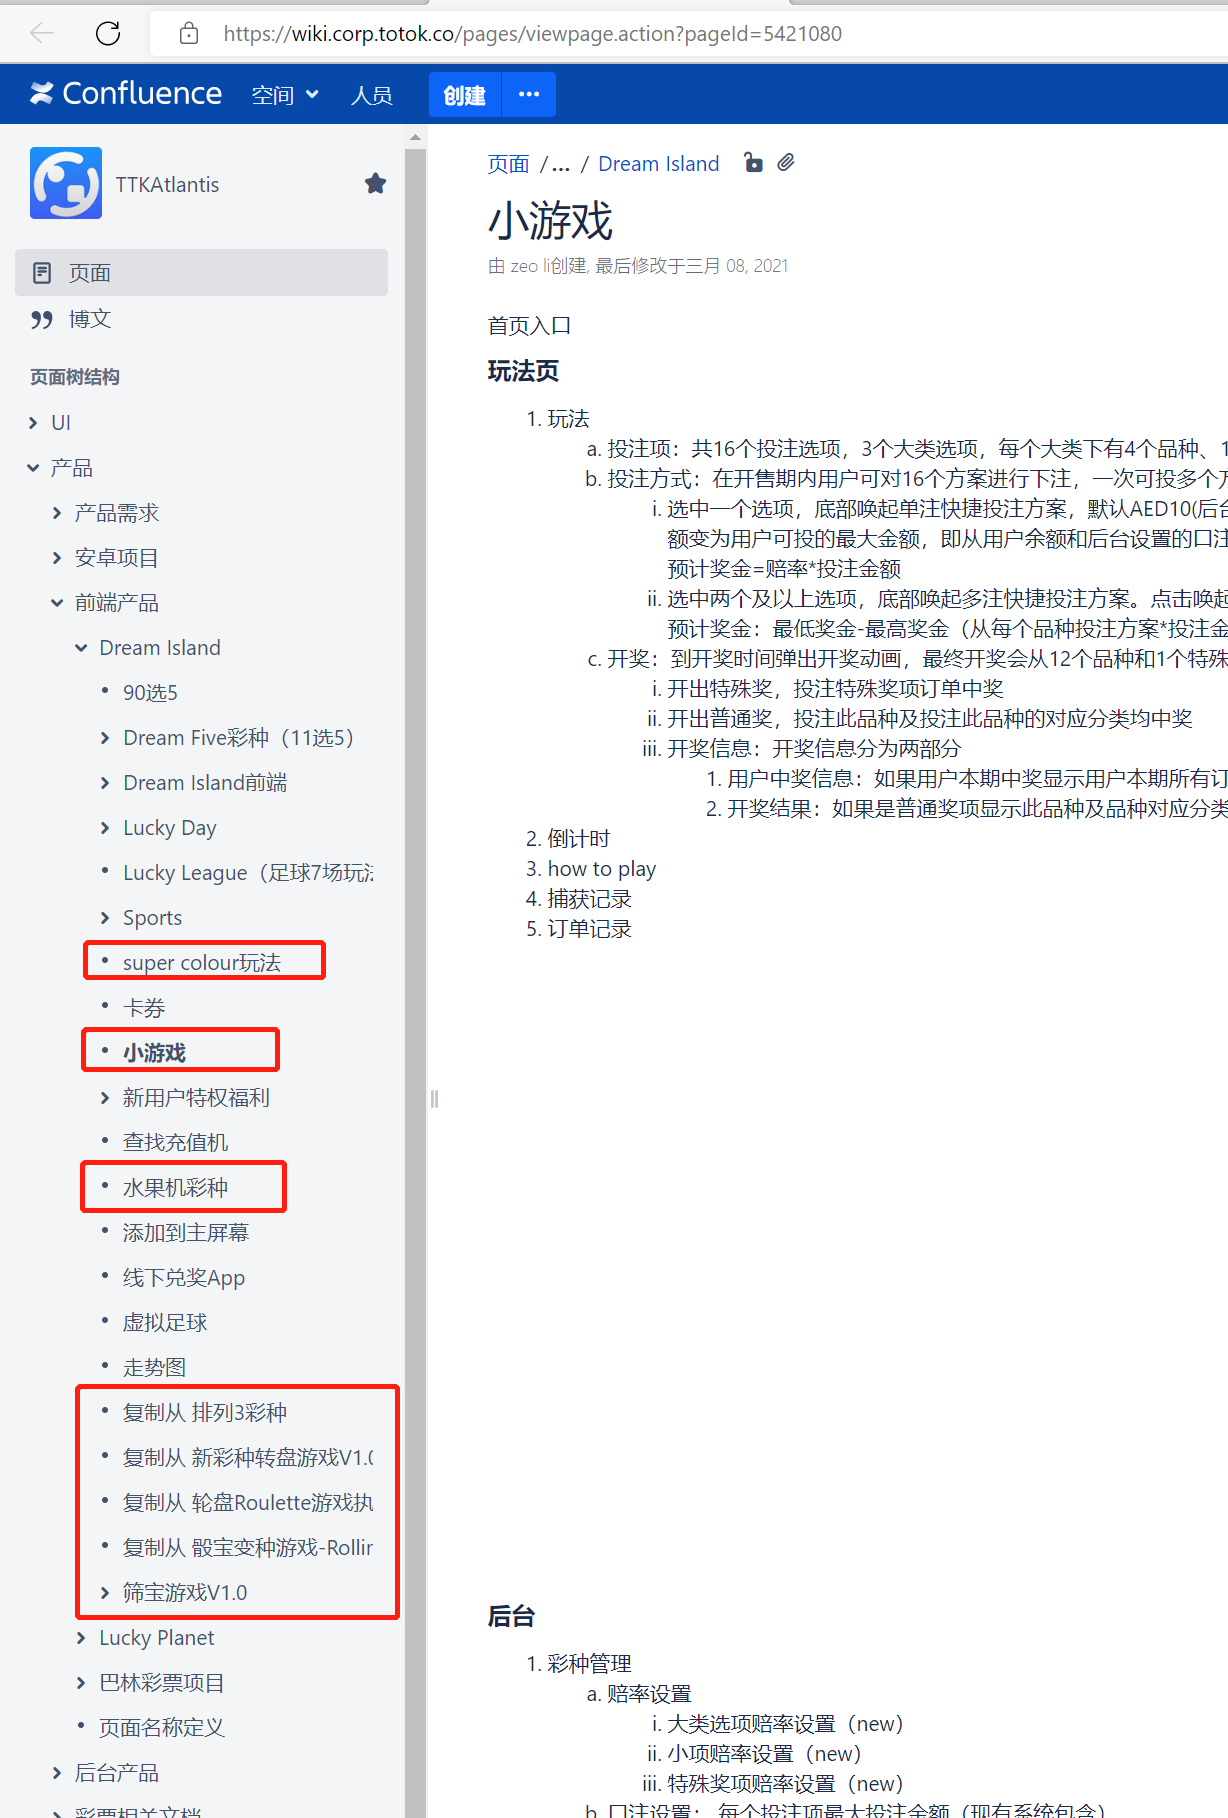 https://wiki.corp.totok.co/pages/viewpage.action?pageId=5421080
Confluence 空间 人员 创建 ···
TTKAtlantis
页面
博文
页面树结构
UI
产品
产品需求
安卓项目
前端产品
Dream Island
90选5
Dream Five彩种（11选5）
Dream Island前端
Lucky Day
Lucky League（足球7场玩法
Sports
super colour玩法
卡券
小游戏
新用户特权福利
查找充值机
水果机彩种
添加到主屏幕
线下兑奖App
虚拟足球
走势图
复制从 排列3彩种
复制从 新彩种转盘游戏V1.0
复制从 轮盘Roulette游戏执
复制从 骰宝变种游戏-Rollin
筛宝游戏V1.0
Lucky Planet
巴林彩票项目
页面名称定义
后台产品
彩票相关文档
页面 /... / Dream Island
小游戏
由 zeo li创建, 最后修改于三月 08, 2021
首页入口
玩法页
1. 玩法
a. 投注项：共16个投注选项，3个大类选项，每个大类下有4个品种、1
b. 投注方式：在开售期内用户可对16个方案进行下注，一次可投多个方
i. 选中一个选项，底部唤起单注快捷投注方案，默认AED10(后台
额变为用户可投的最大金额，即从用户余额和后台设置的口注
预计奖金=赔率*投注金额
ii. 选中两个及以上选项，底部唤起多注快捷投注方案。点击唤起
预计奖金：最低奖金-最高奖金（从每个品种投注方案*投注金
c. 开奖：到开奖时间弹出开奖动画，最终开奖会从12个品种和1个特殊
i. 开出特殊奖，投注特殊奖项订单中奖
ii. 开出普通奖，投注此品种及投注此品种的对应分类均中奖
iii. 开奖信息：开奖信息分为两部分
1. 用户中奖信息：如果用户本期中奖显示用户本期所有订
2. 开奖结果：如果是普通奖项显示此品种及品种对应分类
2. 倒计时
3. how to play
4. 捕获记录
5. 订单记录
后台
1. 彩种管理
a. 赔率设置
i. 大类选项赔率设置（new）
ii. 小项赔率设置（new）
iii. 特殊奖项赔率设置（new）
b. 口注设置： 每个投注项最大投注金额（现有系统包含）